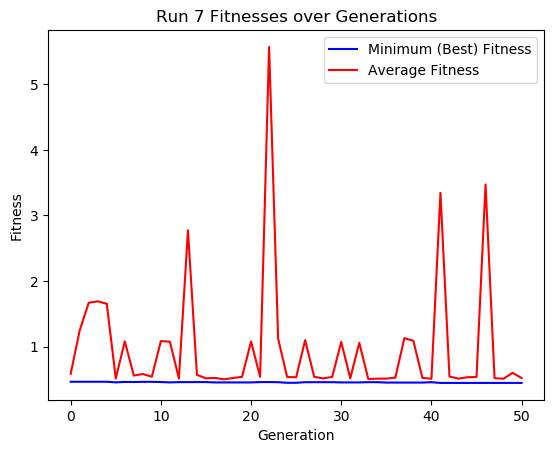 Run 7 Fitnesses over Generations
Minimum (Best) Fitness
Average Fitness
Fitness
5
4
3
2
1
0 10 20 30 40 50
Generation